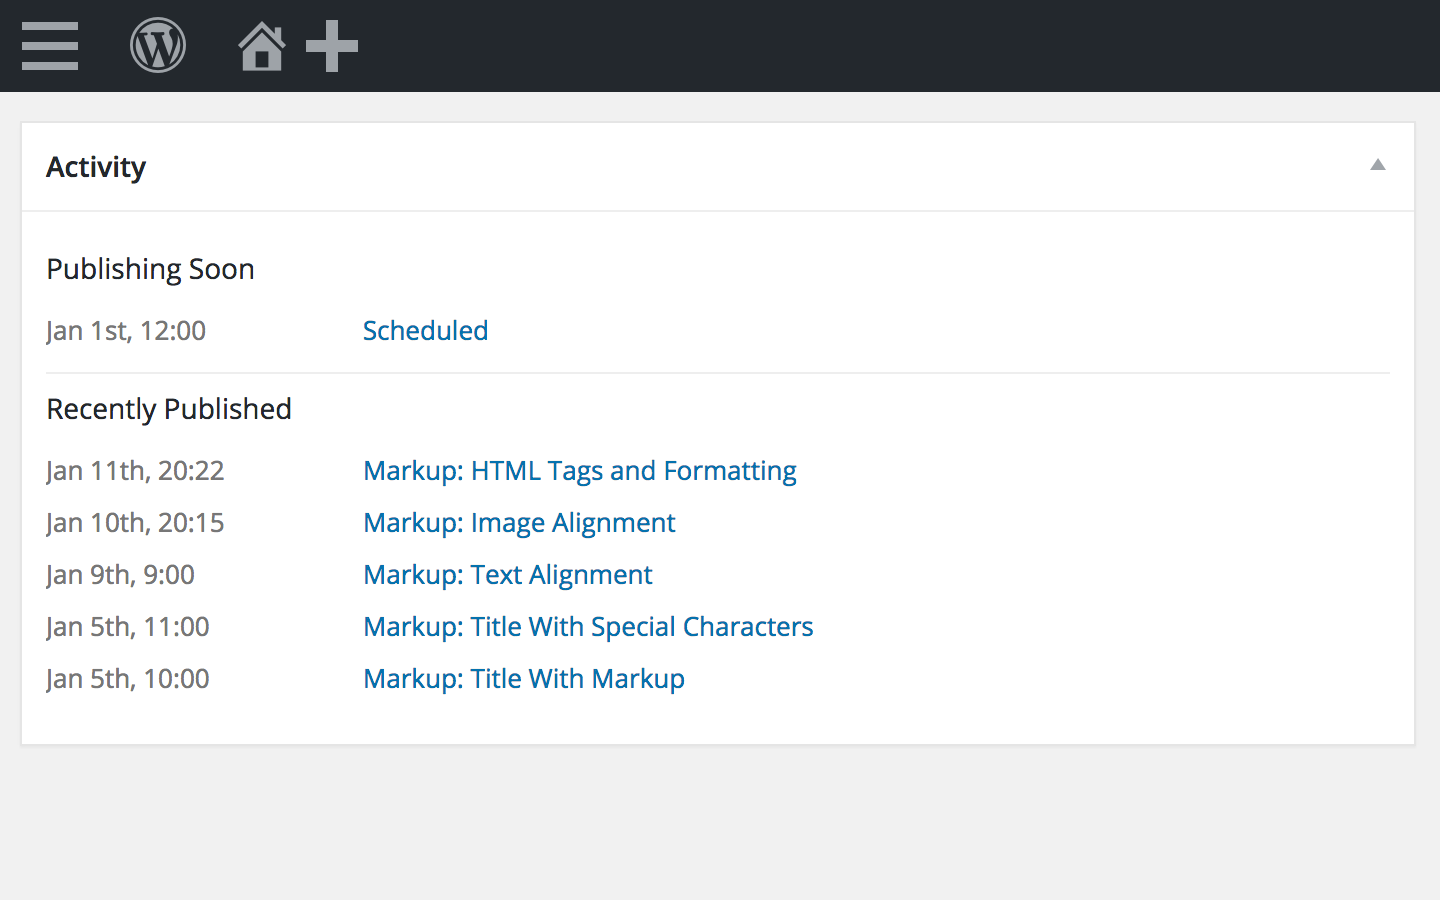 Activity
Publishing Soon
Jan 1st, 12:00 Scheduled
Recently Published
Jan 11th, 20:22 Markup: HTML Tags and Formatting
Jan 10th, 20:15 Markup: Image Alignment
Jan 9th, 9:00 Markup: Text Alignment
Jan 5th, 11:00 Markup: Title With Special Characters
Jan 5th, 10:00 Markup: Title With Markup